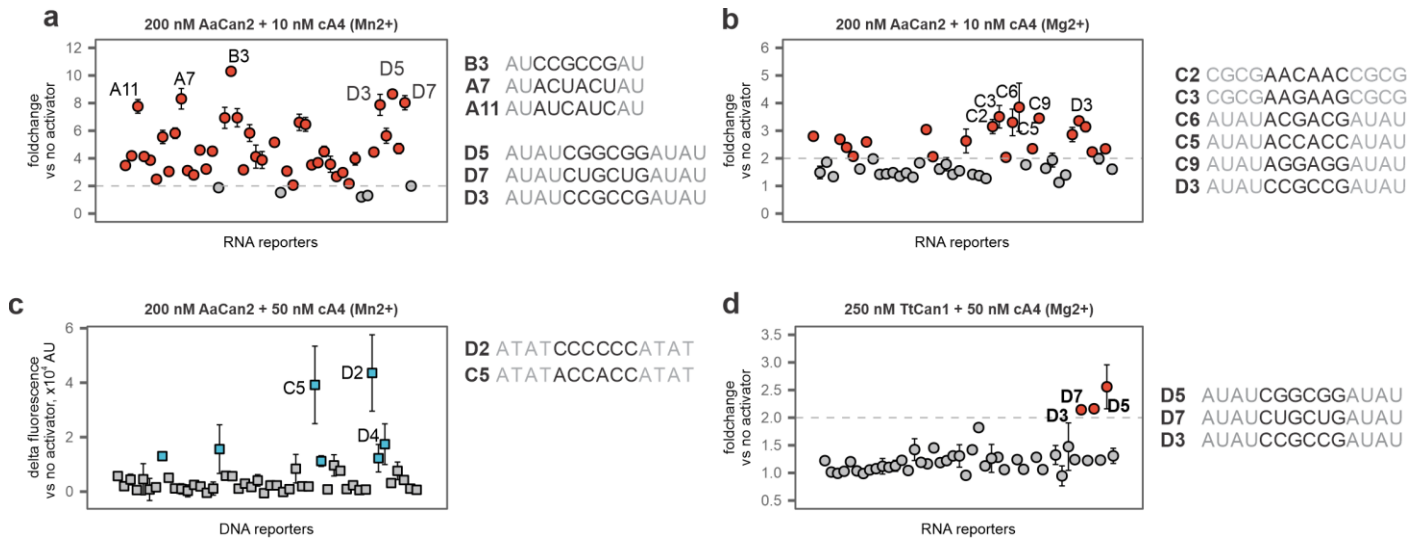 a
200 nM AaCan2 + 10 nM cA4 (Mn2+)
foldchange
vs no activator
12
10
8
6
4
2
0
A11
A7
B3
D3
D5
D7
RNA reporters
B3 AUCCGCCGAU
A7 AUACUACUAU
A11 AUAUCAUCAU
D5 AUAUCGGCGGAUAU
D7 AUAUCUGCUGAUAU
D3 AUAUCCGCCGAUAU
b
200 nM AaCan2 + 10 nM cA4 (Mg2+)
foldchange
vs no activator
6
5
4
3
2
1
0
C2
C3
C6
C5
C9
D3
RNA reporters
C2 CGCGAACAACCGCG
C3 CGCGAAGAAGCGCG
C6 AUAUACGACGAUAU
C5 AUAUACCACCAUAU
C9 AUAUAGGAGGAUAU
D3 AUAUCCGCCGAUAU
c
200 nM AaCan2 + 50 nM cA4 (Mn2+)
delta fluorescence
vs no activator, x10⁴ AU
6
4
2
0
C5
D2
D4
DNA reporters
D2 ATATCCCCCCATAT
C5 ATATACCACCATAT
d
250 nM TtCan1 + 50 nM cA4 (Mg2+)
foldchange
vs no activator
3.5
3.0
2.5
2.0
1.5
1.0
0.5
D7
D3
D5
RNA reporters
D5 AUAUCGGCGGAUAU
D7 AUAUCUGCUGAUAU
D3 AUAUCCGCCGAUAU